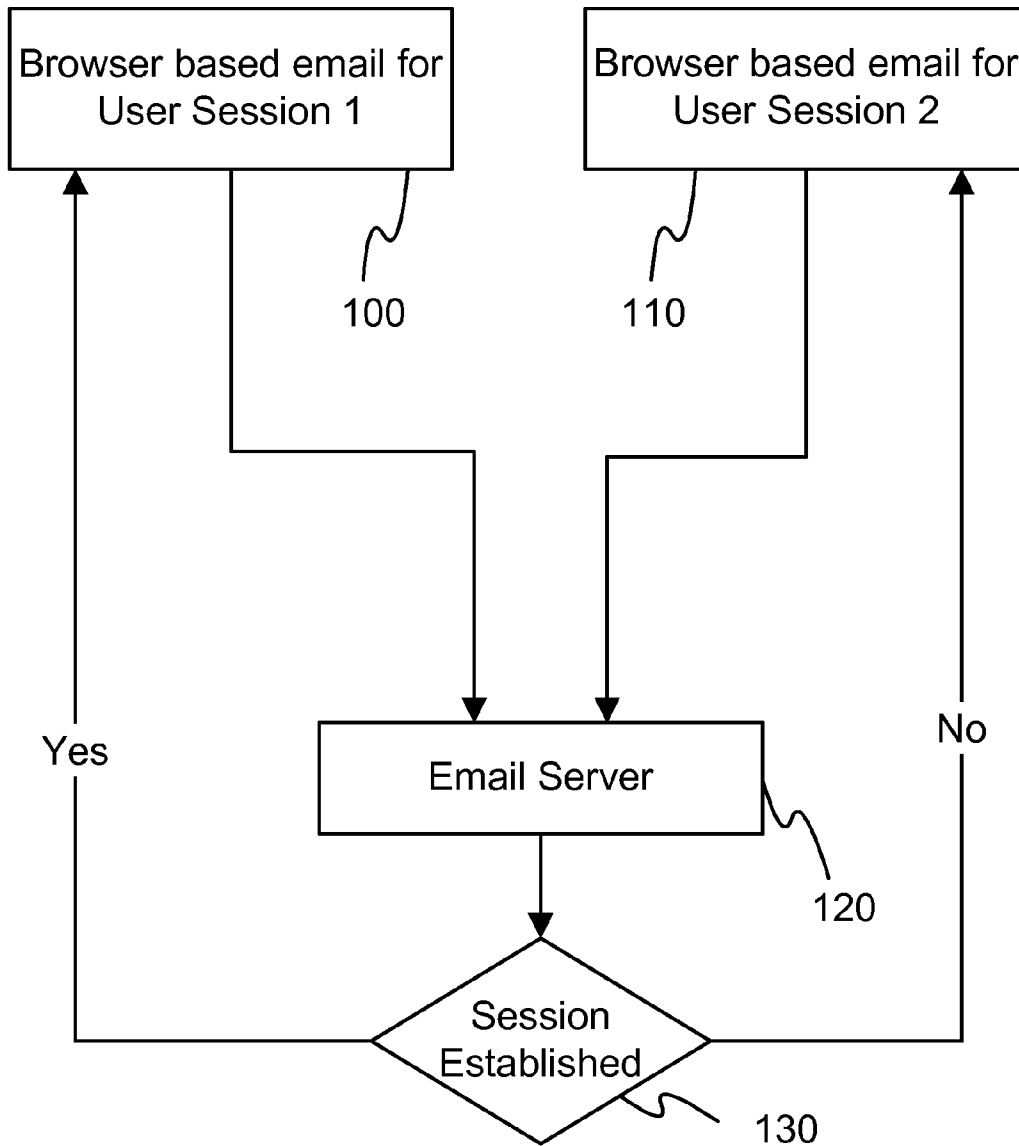 Browser based email for
User Session 1
Browser based email for
User Session 2
100
110
Yes
No
Email Server
120
Session
Established
130